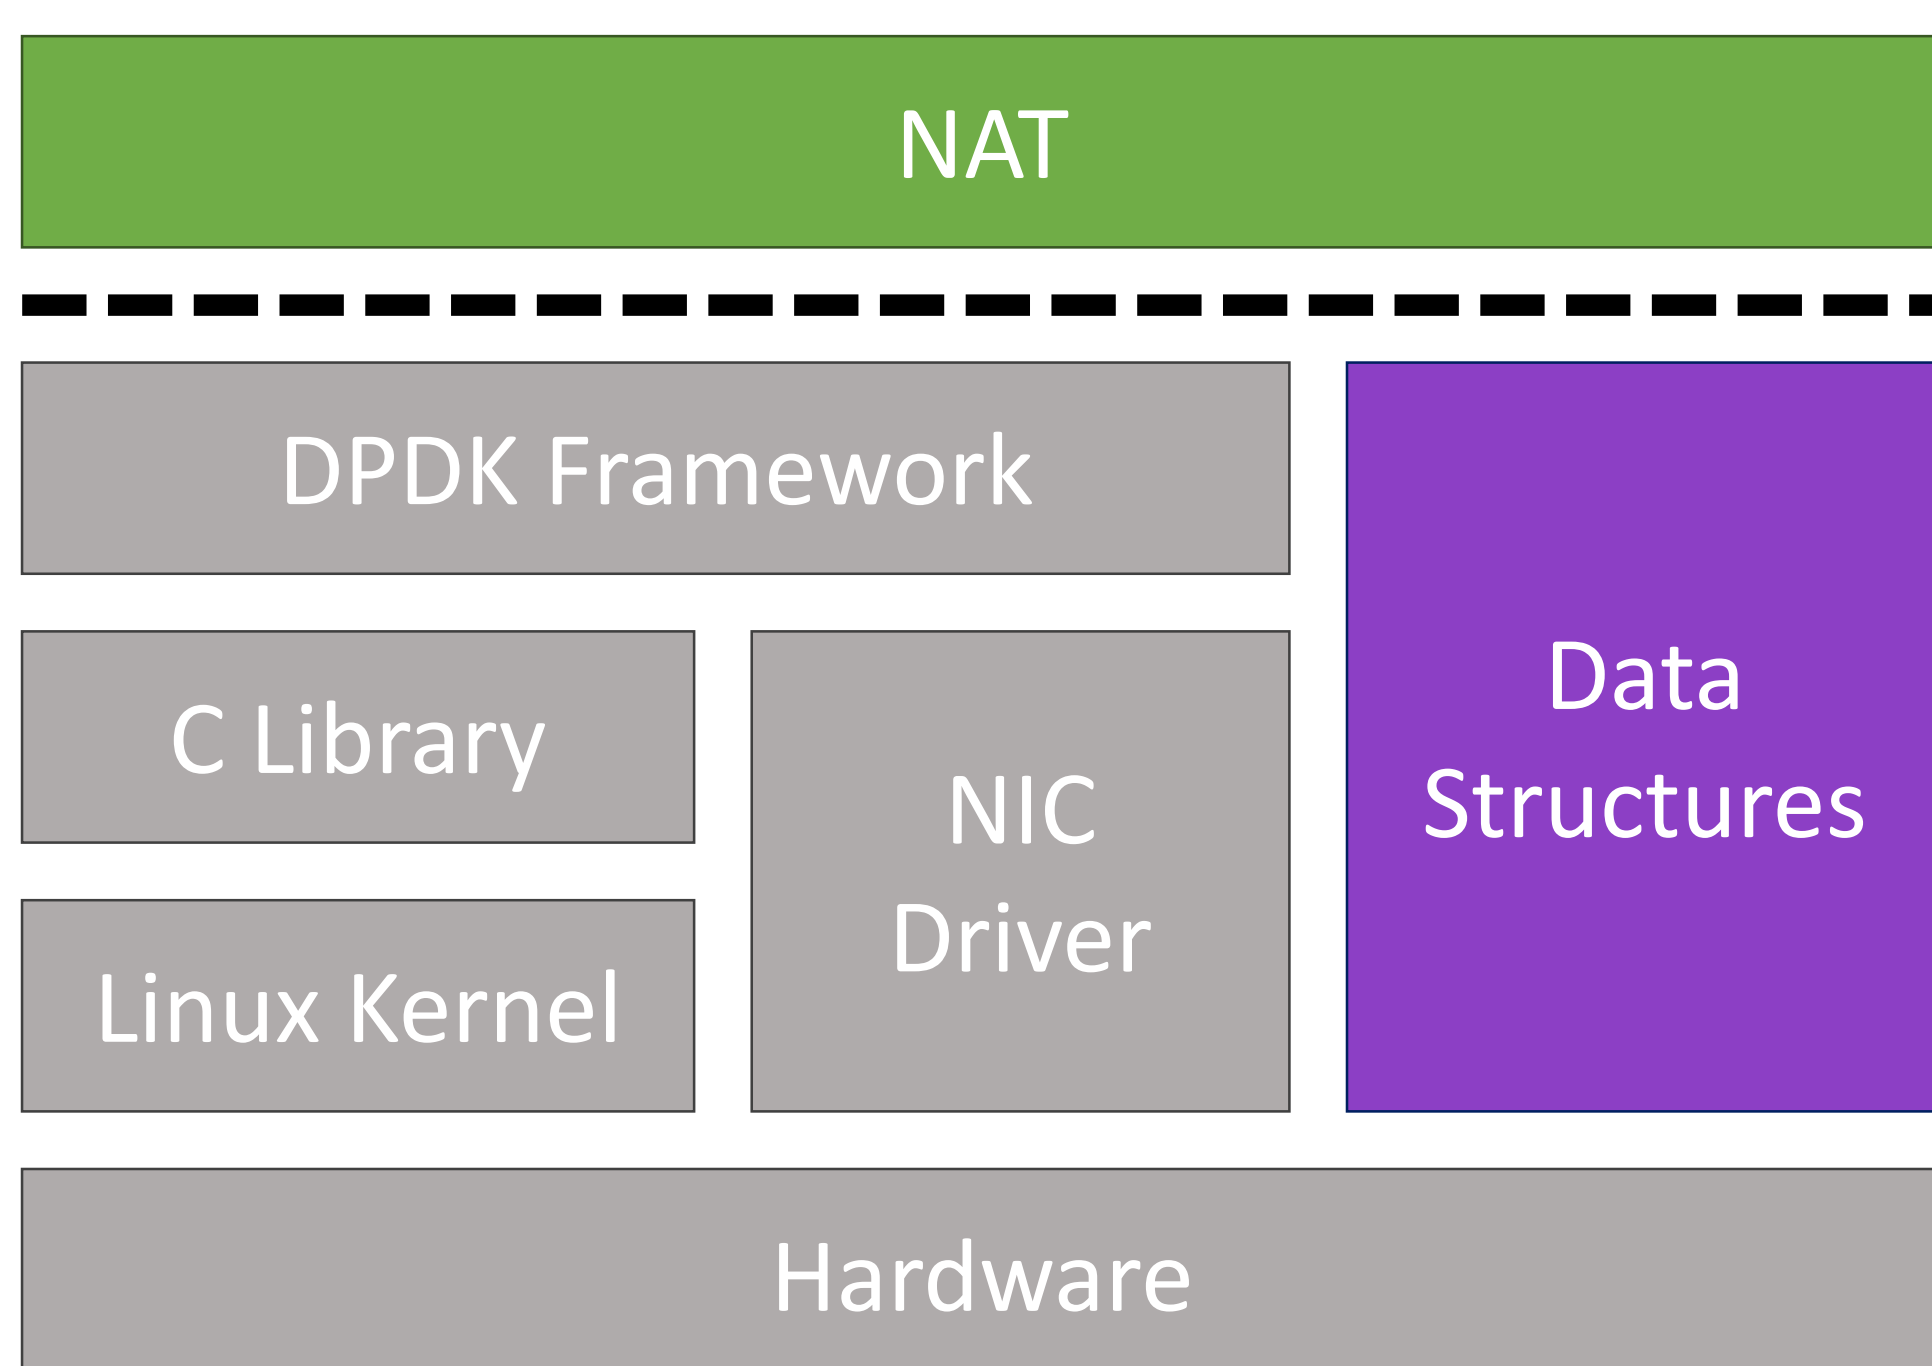 NAT
DPDK Framework
C Library
NIC
Driver
Data
Structures
Linux Kernel
Hardware